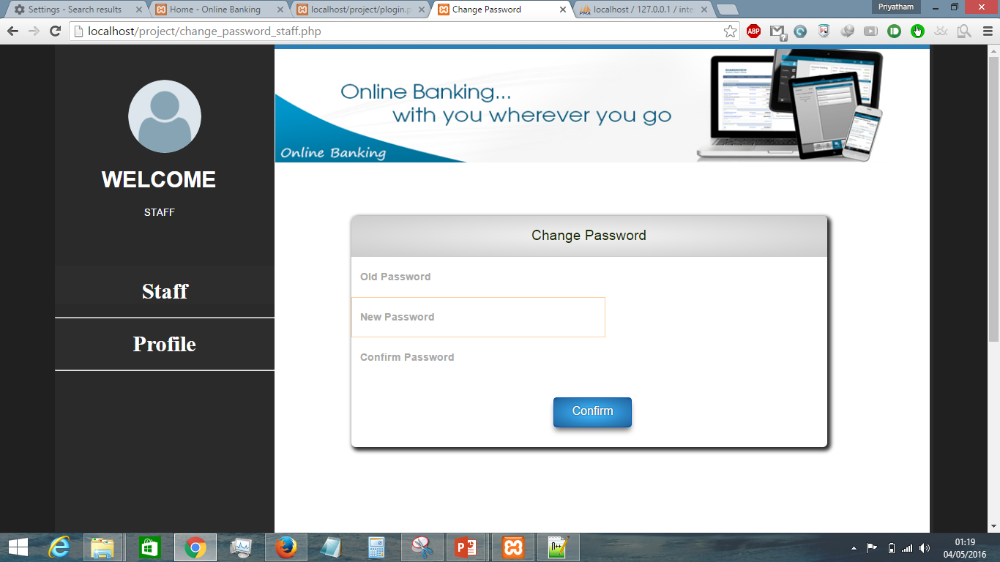 Settings - Search results
Home - Online Banking
localhost/project/plogin.p
Change Password
localhost / 127.0.0.1 / inte
Priyatham
localhost/project/change_password_staff.php
ABP
PMA
Online Banking...
with you wherever you go
Online Banking
WELCOME
STAFF
Staff
Profile
Change Password
Old Password
New Password
Confirm Password
Confirm
01:19
04/05/2016